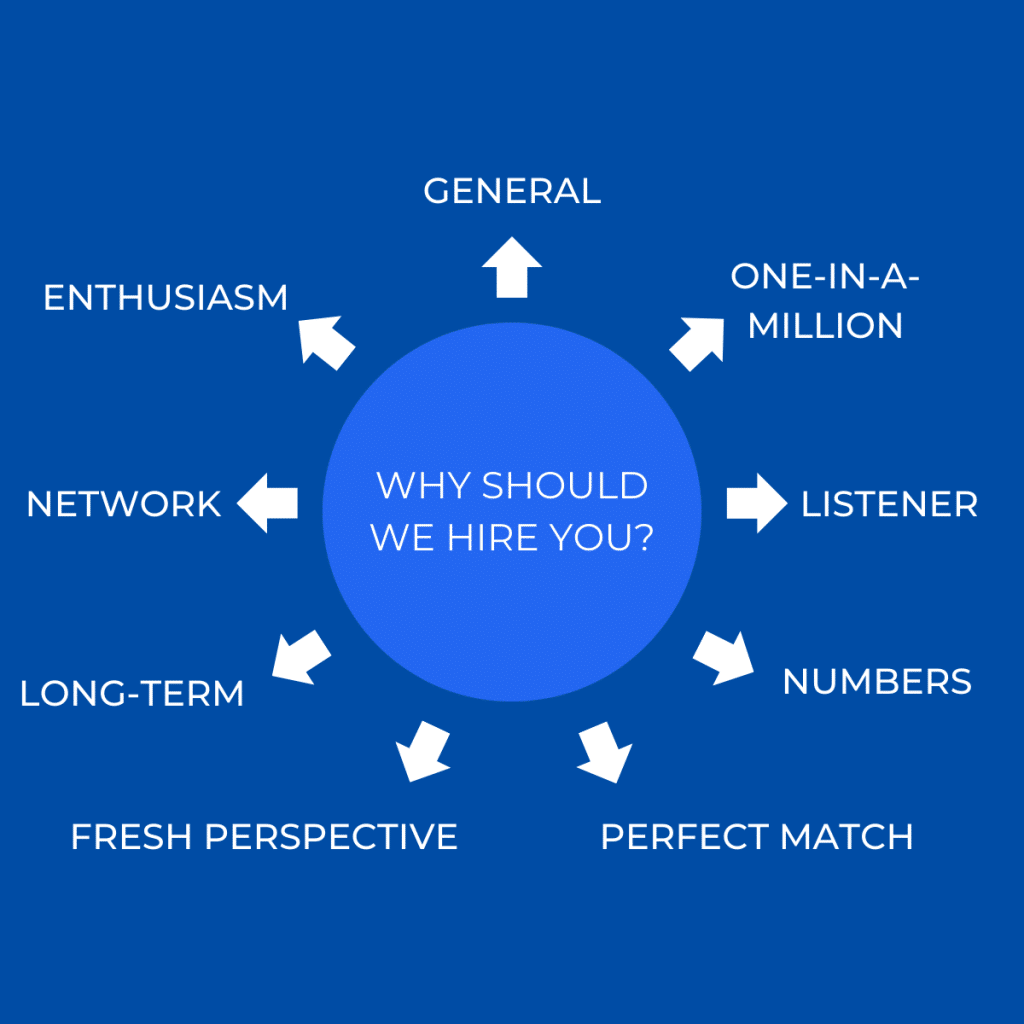 GENERAL
ONE-IN-A-
MILLION
ENTHUSIASM
WHY SHOULD
WE HIRE YOU?
NETWORK
LISTENER
LONG-TERM
NUMBERS
FRESH PERSPECTIVE
PERFECT MATCH